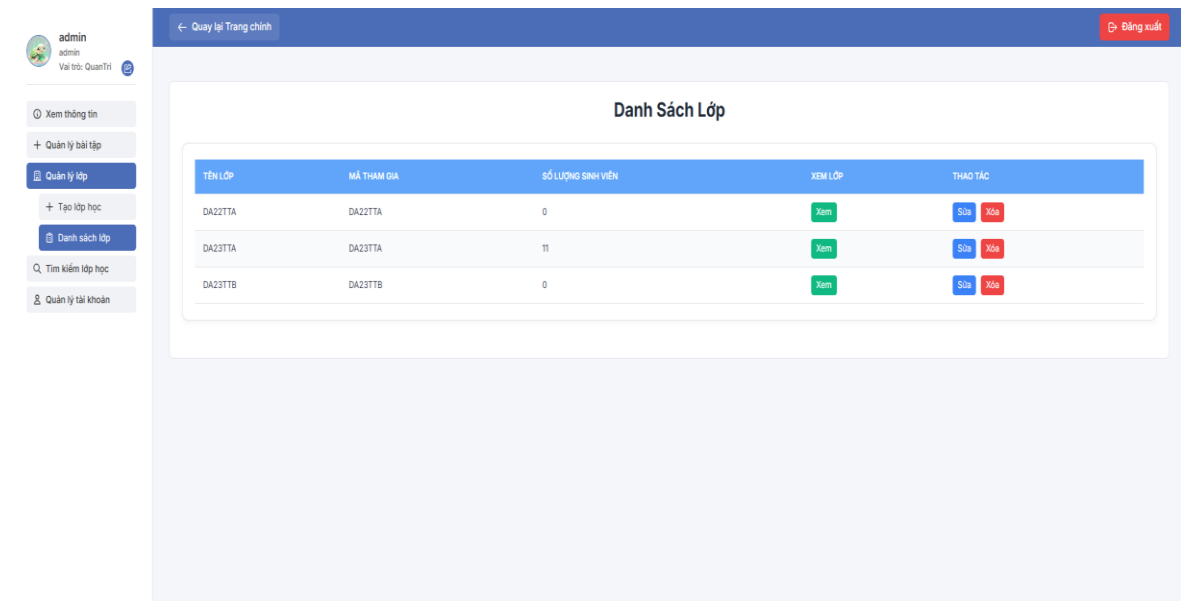 admin
admin
Vai trò: QuanTri
Xem thông tin
Quản lý bài tập
Quản lý lớp
Tạo lớp học
Danh sách lớp
Tìm kiếm lớp học
Quản lý tài khoản
Quay lại Trang chính
Đăng xuất
Danh Sách Lớp
TÊN LỚP MÃ THAM GIA SỐ LƯỢNG SINH VIÊN XEM LỚP THAO TÁC
DA22TTA DA22TTA 0 Xem Sửa Xóa
DA23TTA DA23TTA 11 Xem Sửa Xóa
DA23TTB DA23TTB 0 Xem Sửa Xóa